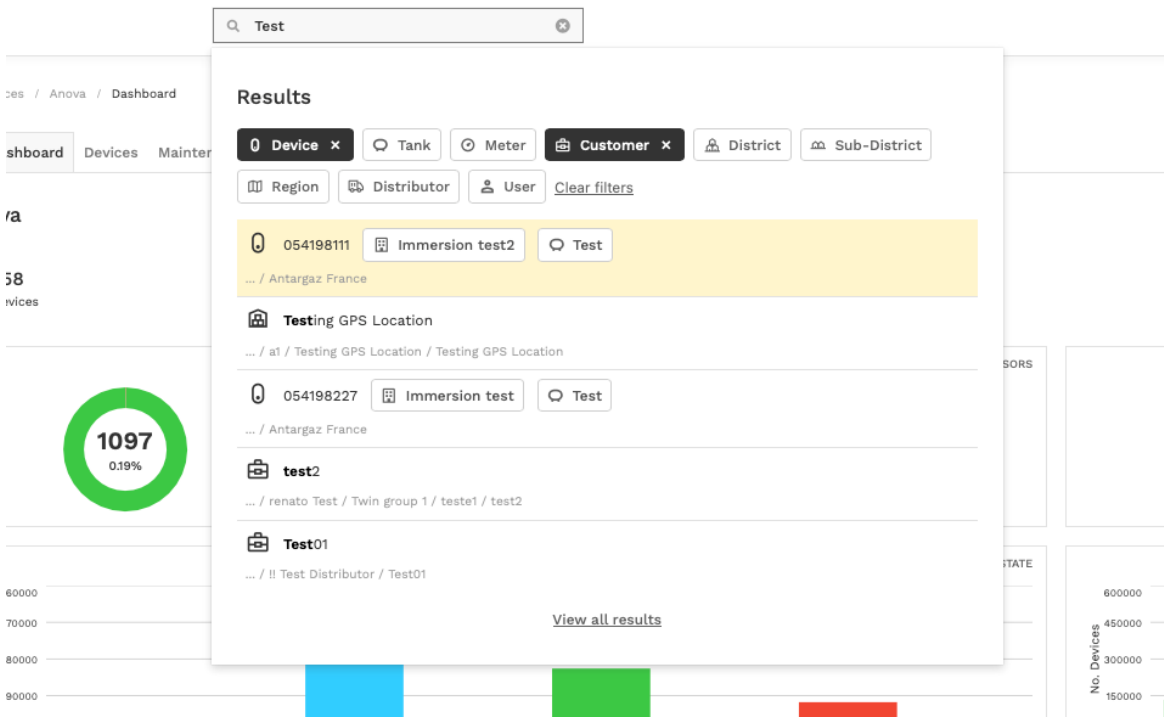 Test
ces / Anova / Dashboard
shboard Devices Mainter
va
58
evices
Results
Device × Tank Meter Customer × District Sub-District
Region Distributor User Clear filters
054198111 Immersion test2 Test
... / Antargaz France
Testing GPS Location
... / a1 / Testing GPS Location / Testing GPS Location
054198227 Immersion test Test
... / Antargaz France
test2
... / renato Test / Twin group 1 / teste1 / test2
Test01
... / !! Test Distributor / Test01
View all results
1097
0.19%
SORS
STATE
60000
70000
80000
90000
No. Devices
600000
450000
300000
150000